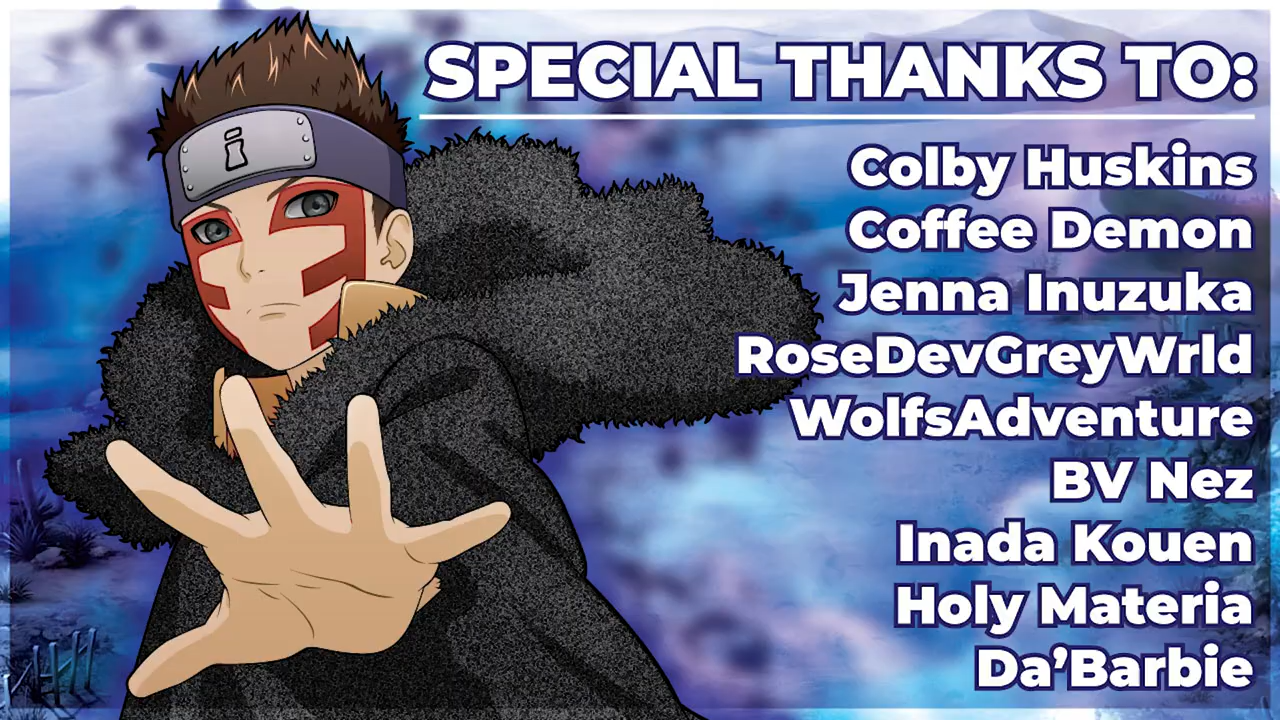 SPECIAL THANKS TO:
Colby Huskins
Coffee Demon
Jenna Inuzuka
RoseDevGreyWrld
WolfsAdventure
BV Nez
Inada Kouen
Holy Materia
Da’Barbie